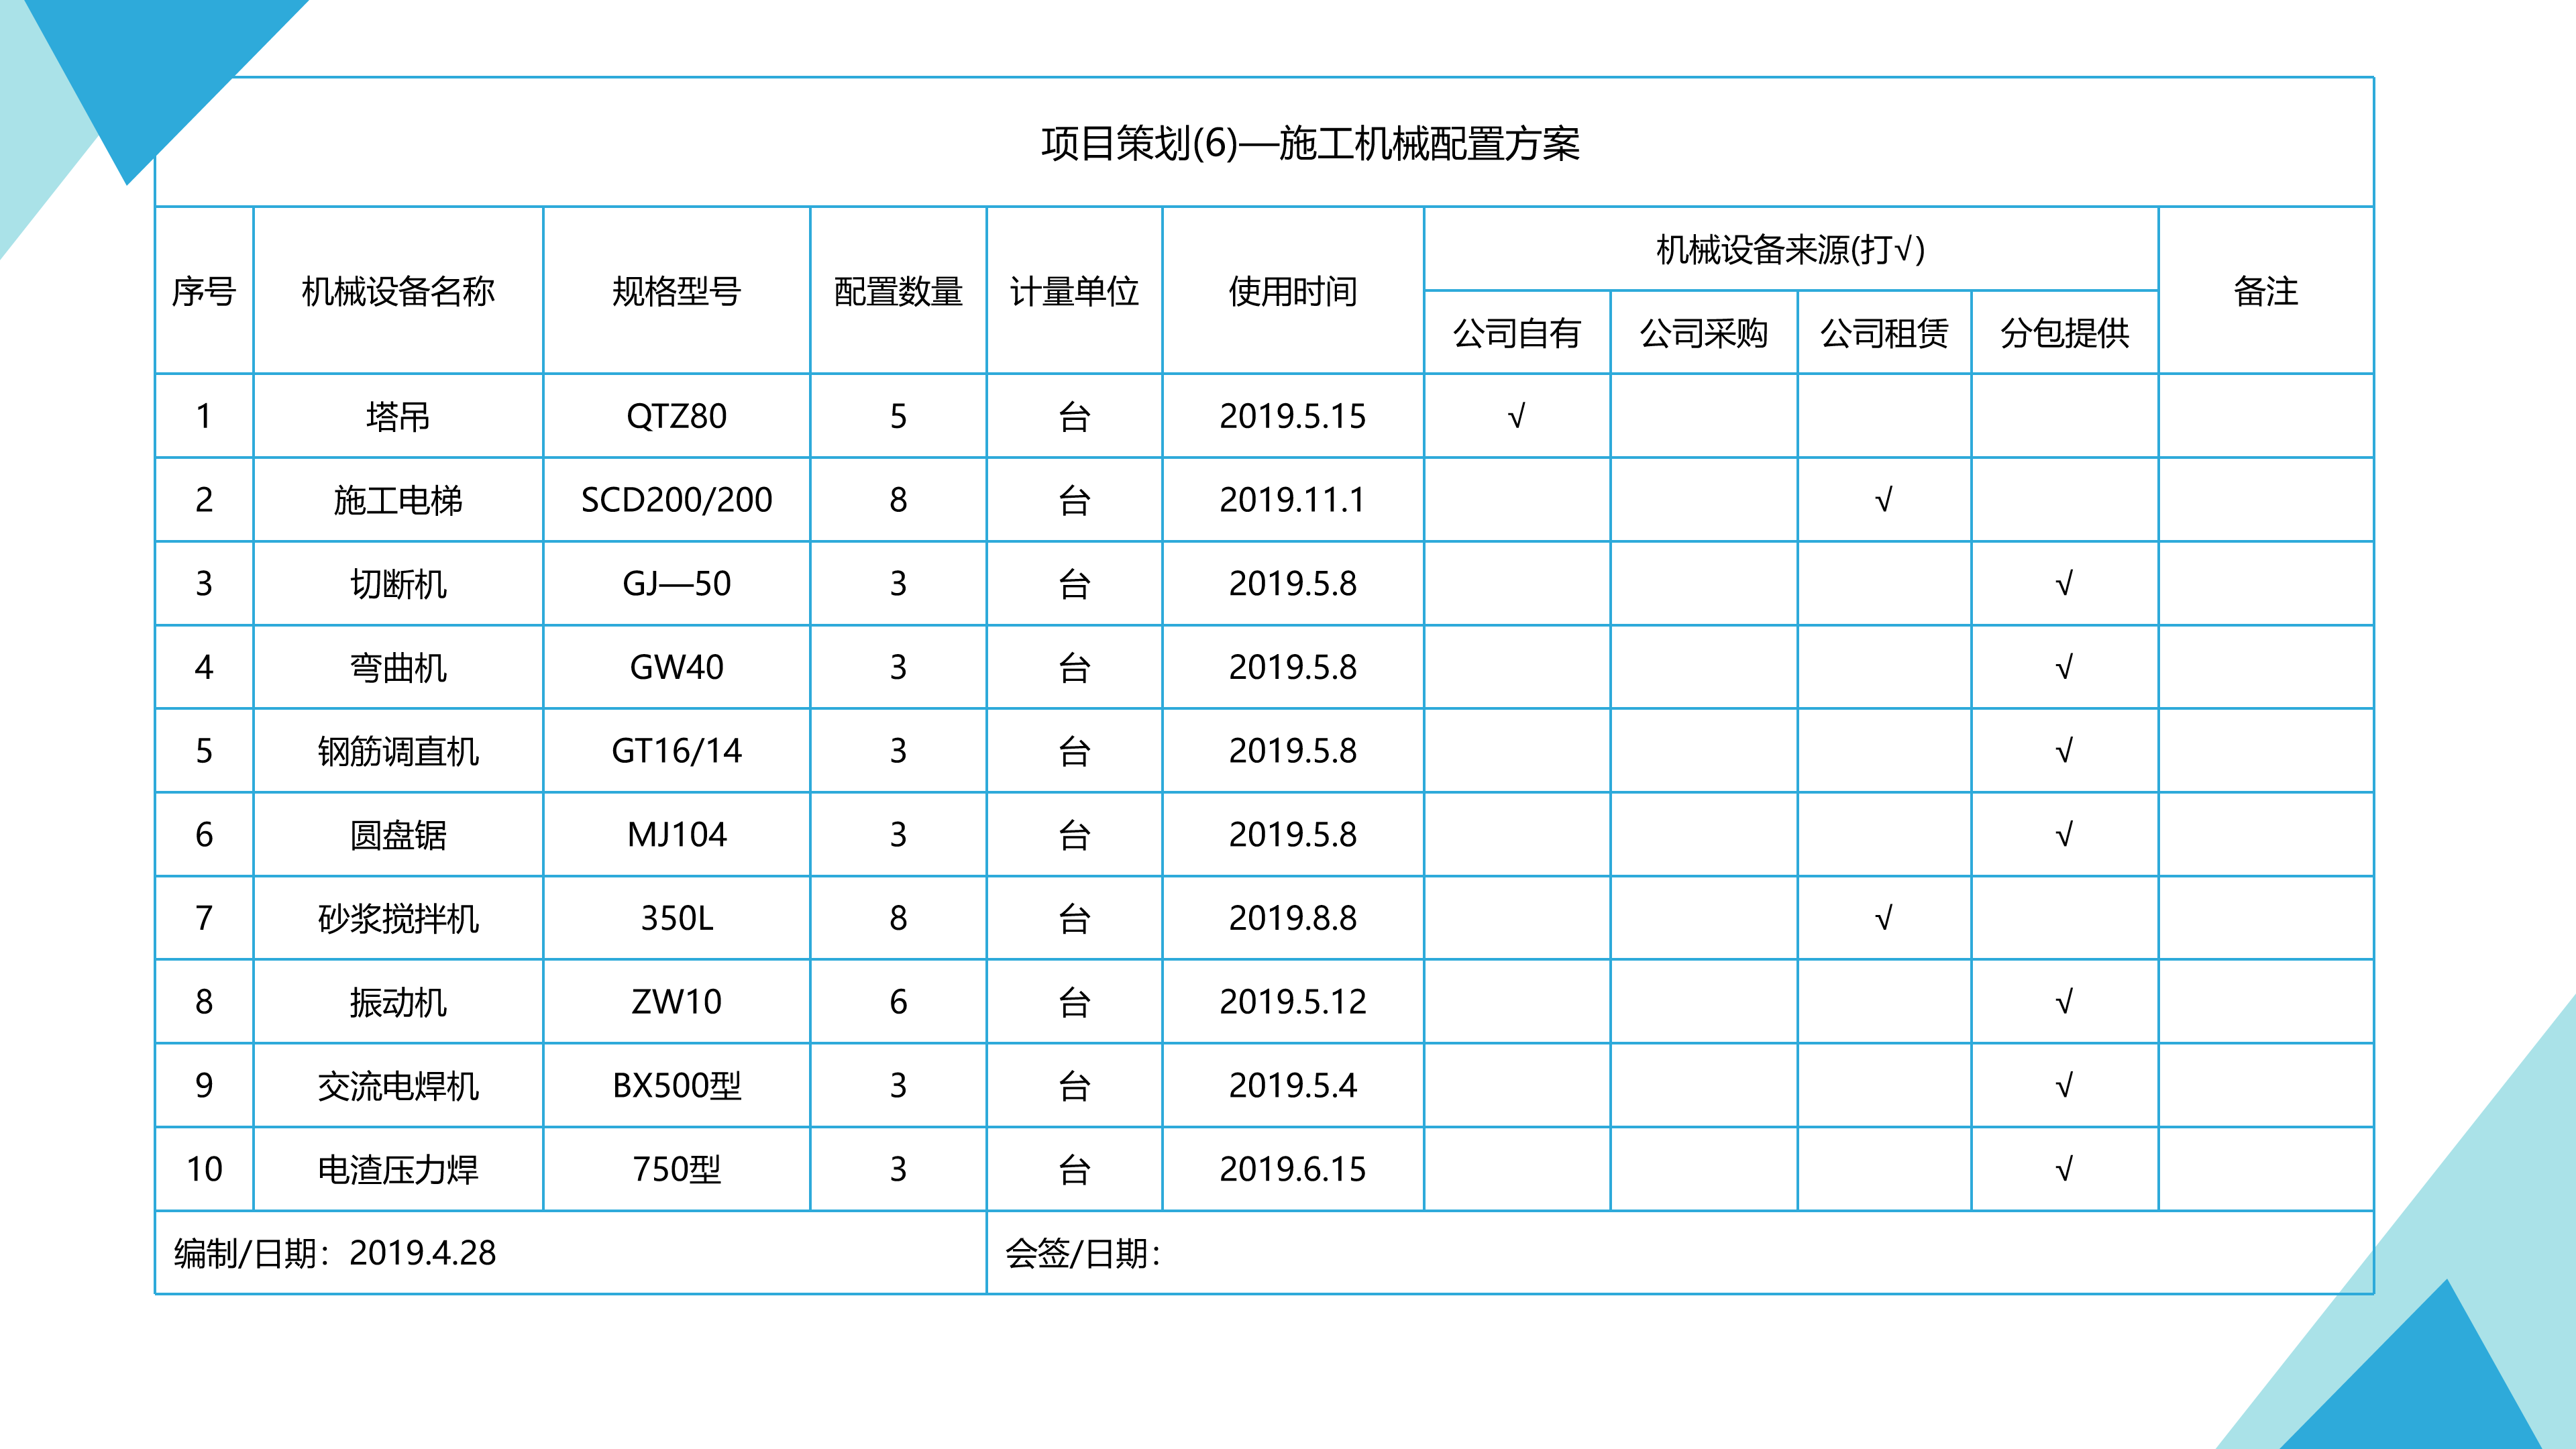 项目策划(6)—施工机械配置方案
序号 机械设备名称 规格型号 配置数量 计量单位 使用时间 机械设备来源(打√) 备注
公司自有 公司采购 公司租赁 分包提供
1 塔吊 QTZ80 5 台 2019.5.15 √
2 施工电梯 SCD200/200 8 台 2019.11.1 √
3 切断机 GJ—50 3 台 2019.5.8 √
4 弯曲机 GW40 3 台 2019.5.8 √
5 钢筋调直机 GT16/14 3 台 2019.5.8 √
6 圆盘锯 MJ104 3 台 2019.5.8 √
7 砂浆搅拌机 350L 8 台 2019.8.8 √
8 振动机 ZW10 6 台 2019.5.12 √
9 交流电焊机 BX500型 3 台 2019.5.4 √
10 电渣压力焊 750型 3 台 2019.6.15 √
编制/日期：2019.4.28 会签/日期：